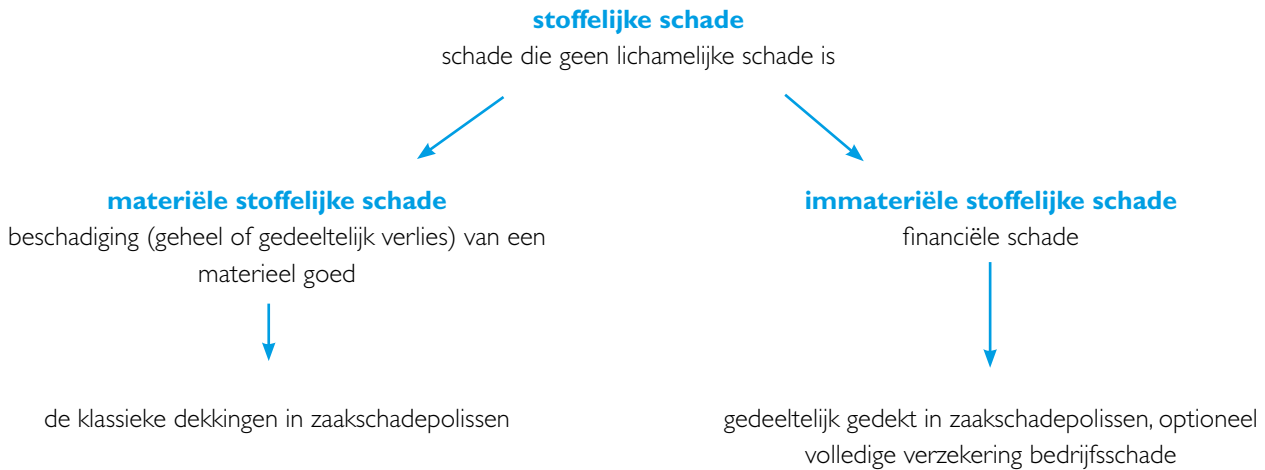 stoffelijke schade
schade die geen lichamelijke schade is
materiële stoffelijke schade
beschadiging (geheel of gedeeltelijk verlies) van een
materieel goed
de klassieke dekkingen in zaakschadepolissen
immateriële stoffelijke schade
financiële schade
gedeeltelijk gedekt in zaakschadepolissen, optioneel
volledige verzekering bedrijfsschade